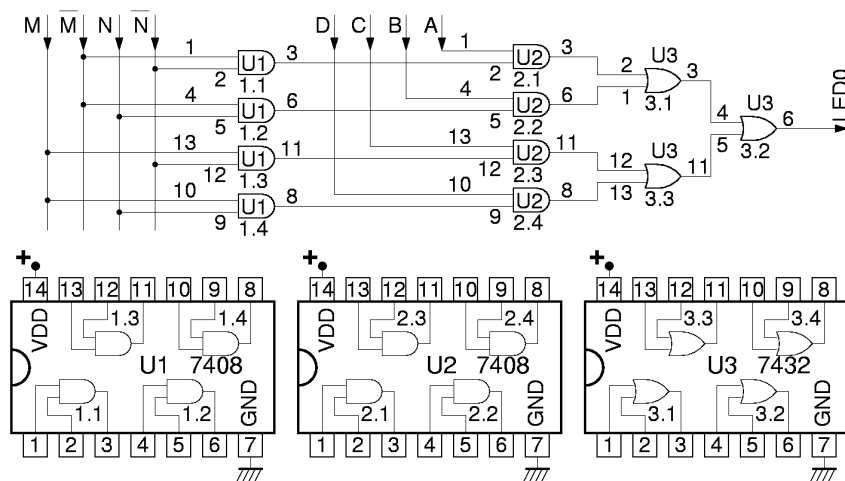 M M̅ N N̅ D C B A
1 3 1 3 U3
U1 U2 2 3
2 1.1 2 2.1
4 6 4 6 1 3.1 U3
U1 U2 4 6 LED0
5 1.2 5 2.2 5 3.2
13 11 13 11 U3
U1 U2 12 11
12 1.3 12 2.3 13 3.3
10 8 10 8
U1 U2
9 1.4 9 2.4
+ + +
14 13 12 11 10 9 8 14 13 12 11 10 9 8 14 13 12 11 10 9 8
VDD 1.3 1.4 VDD 2.3 2.4 VDD 3.3 3.4
U1 7408 U2 7408 U3 7432
1.1 1.2 GND 2.1 2.2 GND 3.1 3.2 GND
1 2 3 4 5 6 7 1 2 3 4 5 6 7 1 2 3 4 5 6 7